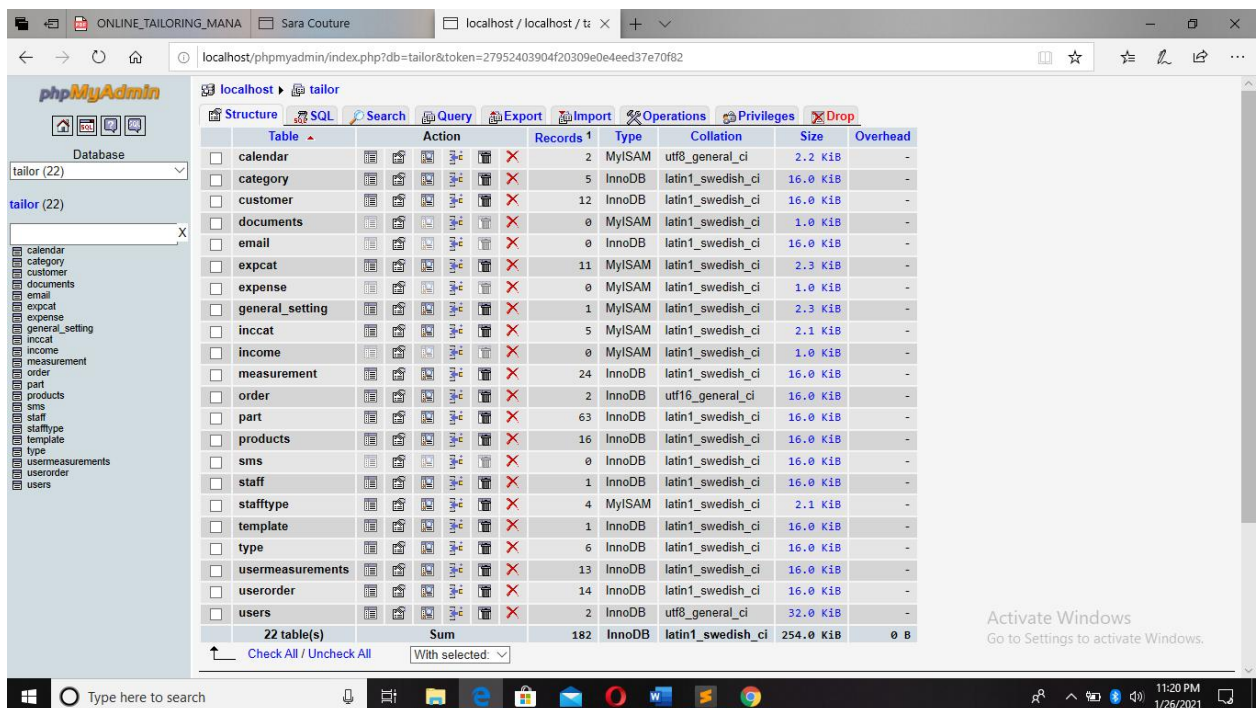 ONLINE_TAILORING_MANA Sara Couture localhost / localhost / ta
localhost/phpmyadmin/index.php?db=tailor&token=27952403904f20309e0e4eed37e70f82
phpMyAdmin
Database
tailor (22)
tailor (22)
X
calendar
category
customer
documents
email
expcat
expense
general_setting
inccat
income
measurement
order
part
products
sms
staff
stafftype
template
type
usermeasurements
userorder
users
localhost tailor
Structure SQL Search Query Export Import Operations Privileges Drop
Table Action Records 1 Type Collation Size Overhead
calendar 2 MyISAM utf8_general_ci 2.2 KiB -
category 5 InnoDB latin1_swedish_ci 16.0 KiB -
customer 12 InnoDB latin1_swedish_ci 16.0 KiB -
documents 0 MyISAM latin1_swedish_ci 1.0 KiB -
email 0 InnoDB latin1_swedish_ci 16.0 KiB -
expcat 11 MyISAM latin1_swedish_ci 2.3 KiB -
expense 0 MyISAM latin1_swedish_ci 1.0 KiB -
general_setting 1 MyISAM latin1_swedish_ci 2.3 KiB -
inccat 5 MyISAM latin1_swedish_ci 2.1 KiB -
income 0 MyISAM latin1_swedish_ci 1.0 KiB -
measurement 24 InnoDB latin1_swedish_ci 16.0 KiB -
order 2 InnoDB utf16_general_ci 16.0 KiB -
part 63 InnoDB latin1_swedish_ci 16.0 KiB -
products 16 InnoDB latin1_swedish_ci 16.0 KiB -
sms 0 InnoDB latin1_swedish_ci 16.0 KiB -
staff 1 InnoDB latin1_swedish_ci 16.0 KiB -
stafftype 4 MyISAM latin1_swedish_ci 2.1 KiB -
template 1 InnoDB latin1_swedish_ci 16.0 KiB -
type 6 InnoDB latin1_swedish_ci 16.0 KiB -
usermeasurements 13 InnoDB latin1_swedish_ci 16.0 KiB -
userorder 14 InnoDB latin1_swedish_ci 16.0 KiB -
users 2 InnoDB utf8_general_ci 32.0 KiB -
22 table(s) Sum 182 InnoDB latin1_swedish_ci 254.0 KiB 0 B
Check All / Uncheck All With selected:
Activate Windows
Go to Settings to activate Windows.
Type here to search
11:20 PM
1/26/2021